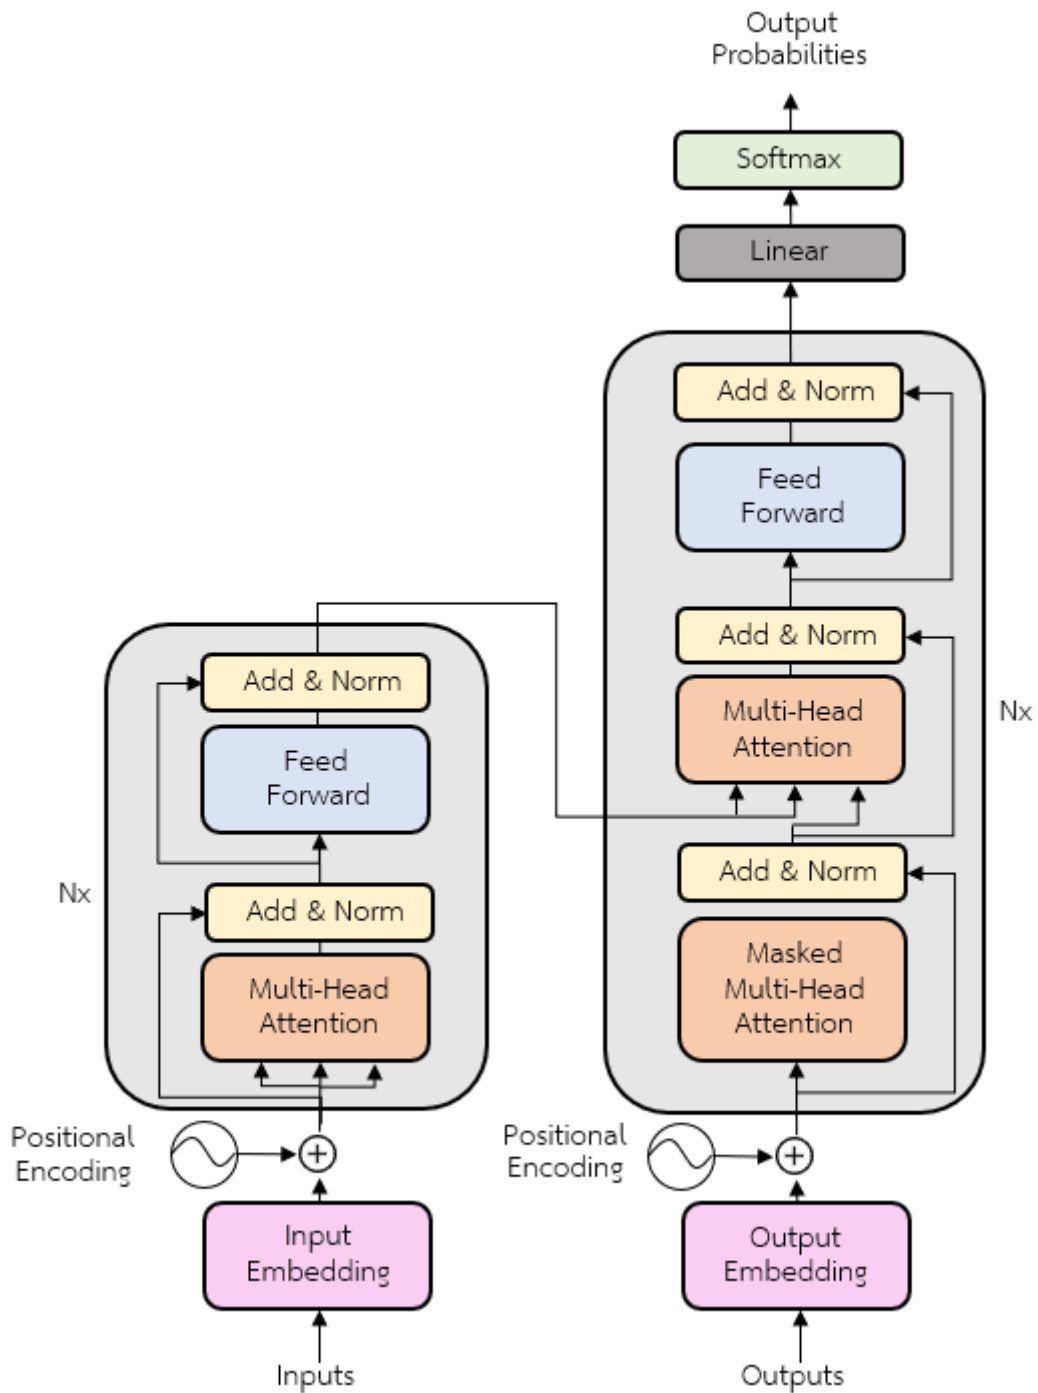 Output
Probabilities
Softmax
Linear
Add & Norm
Feed
Forward
Add & Norm
Multi-Head
Attention
Nx
Add & Norm
Masked
Multi-Head
Attention
Positional
Encoding
Output
Embedding
Outputs
Add & Norm
Feed
Forward
Nx
Add & Norm
Multi-Head
Attention
Positional
Encoding
Input
Embedding
Inputs